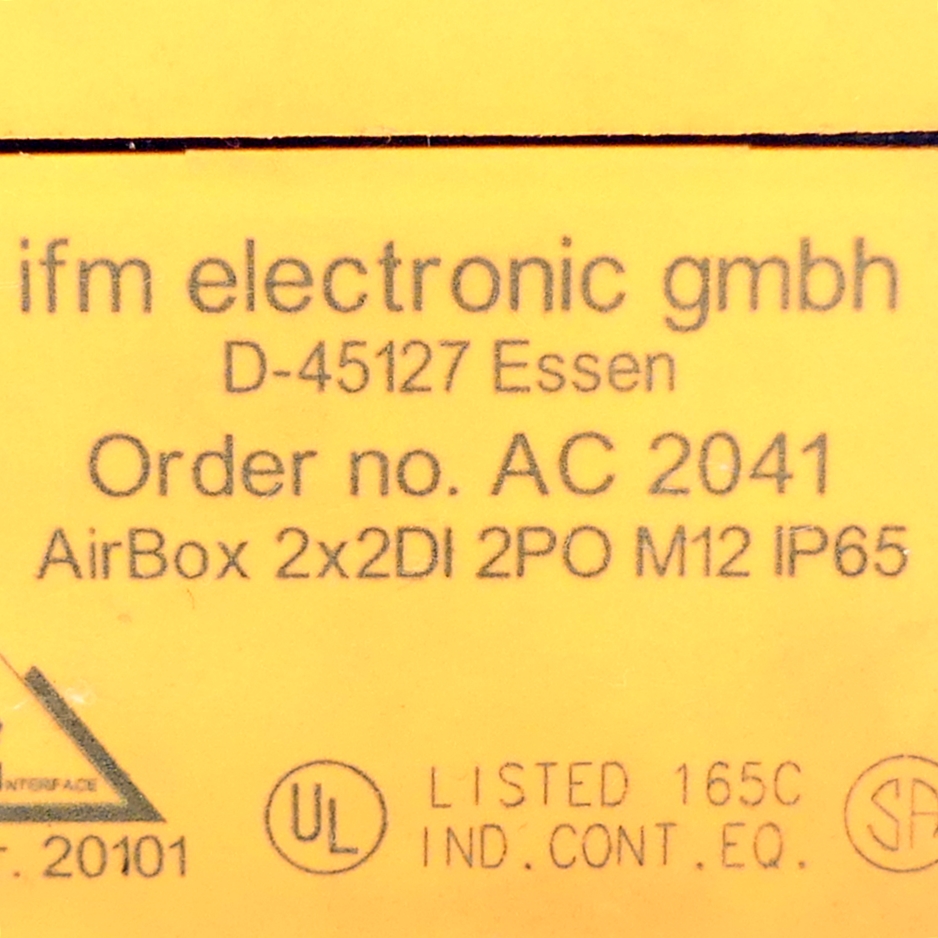 ifm electronic gmbh
D-45127 Essen
Order no. AC 2041
AirBox 2x2DI 2PO M12 IP65
INTERFACE
20101
UL
LISTED 165C
IND.CONT.EQ.
SA